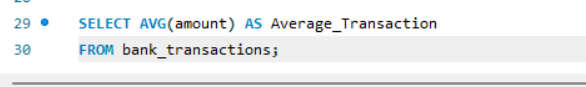 29 SELECT AVG(amount) AS Average_Transaction
30 FROM bank_transactions;